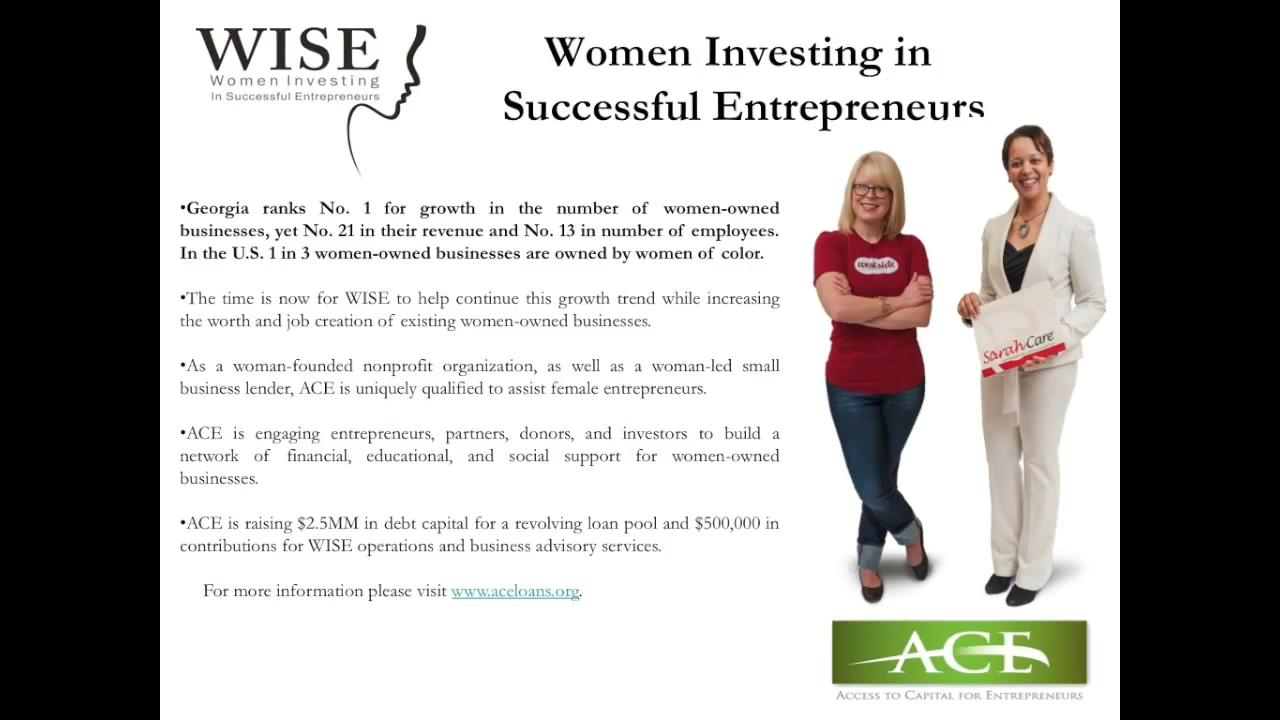 WISE
Women Investing
In Successful Entrepreneurs
Women Investing in
Successful Entrepreneurs
•Georgia ranks No. 1 for growth in the number of women-owned
businesses, yet No. 21 in their revenue and No. 13 in number of employees.
In the U.S. 1 in 3 women-owned businesses are owned by women of color.
•The time is now for WISE to help continue this growth trend while increasing
the worth and job creation of existing women-owned businesses.
•As a woman-founded nonprofit organization, as well as a woman-led small
business lender, ACE is uniquely qualified to assist female entrepreneurs.
•ACE is engaging entrepreneurs, partners, donors, and investors to build a
network of financial, educational, and social support for women-owned
businesses.
•ACE is raising $2.5MM in debt capital for a revolving loan pool and $500,000 in
contributions for WISE operations and business advisory services.
For more information please visit www.aceloans.org.
westside
SarahCare
ACE
ACCESS TO CAPITAL FOR ENTREPRENEURS